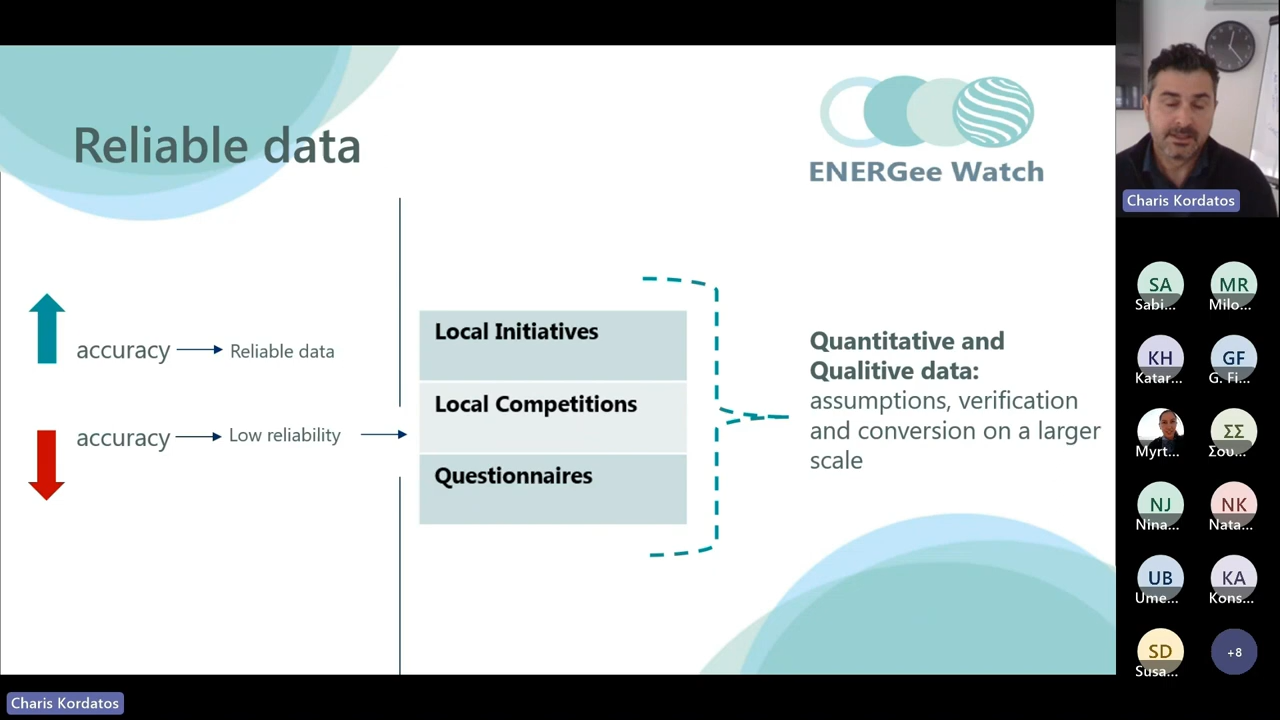 Reliable data
ENERGee Watch
accuracy
Reliable data
accuracy
Low reliability
Local Initiatives
Local Competitions
Questionnaires
Quantitative and
Qualitive data:
assumptions, verification
and conversion on a larger
scale
Charis Kordatos
SA
Sabi...
MR
Milo...
KH
Katar...
GF
G. Fi...
Myrt...
ΣΣ
Σου...
NJ
Nina...
NK
Nata...
UB
Ume...
KA
Kons...
SD
Susa...
+8
Charis Kordatos